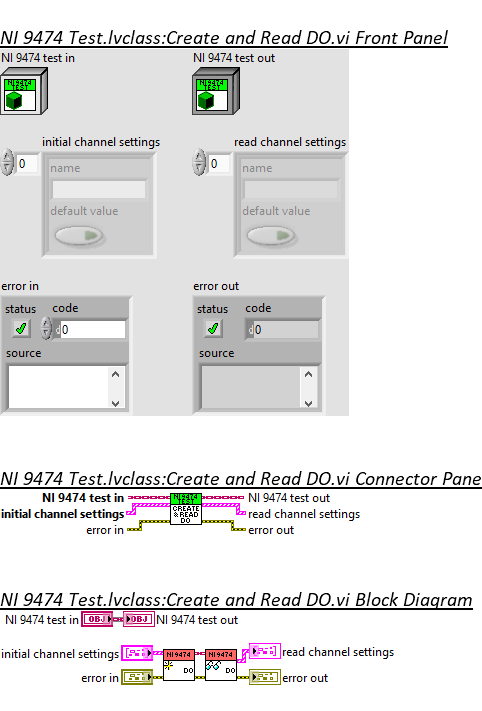 NI 9474 Test.lvclass:Create and Read DO.vi Front Panel
NI 9474 test in
NI 9474 test out
NI 9474
TEST
NI 9474
TEST
initial channel settings
read channel settings
0
name
default value
0
name
default value
error in
error out
status
code
d0
source
status
code
d0
source
NI 9474 Test.lvclass:Create and Read DO.vi Connector Pane
NI 9474 test in
NI 9474 test out
initial channel settings
read channel settings
error in
error out
NI 9474
TEST
CREATE
& READ
DO
NI 9474 Test.lvclass:Create and Read DO.vi Block Diagram
NI 9474 test in
OBJ
OBJ
NI 9474 test out
initial channel settings
NI 9474
DO
NI 9474
DO
read channel settings
error in
error out